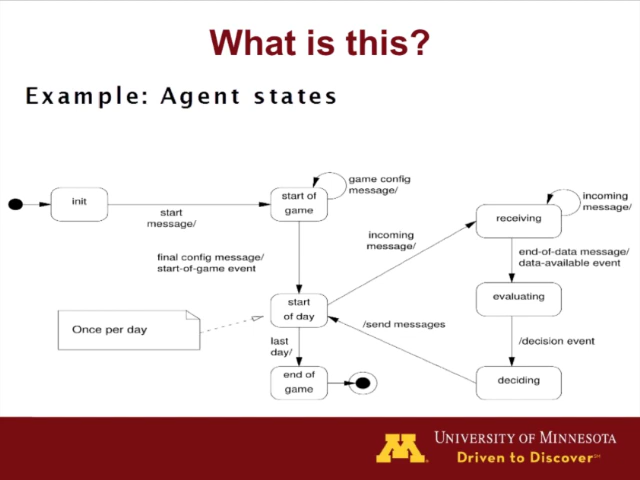 What is this?
Example: Agent states
init
start
message/
start of
game
game config
message/
final config message/
start-of-game event
incoming
message/
receiving
incoming
message/
end-of-data message/
data-available event
evaluating
/decision event
deciding
/send messages
start
of day
Once per day
last
day/
end of
game
M
UNIVERSITY OF MINNESOTA
Driven to Discover℠